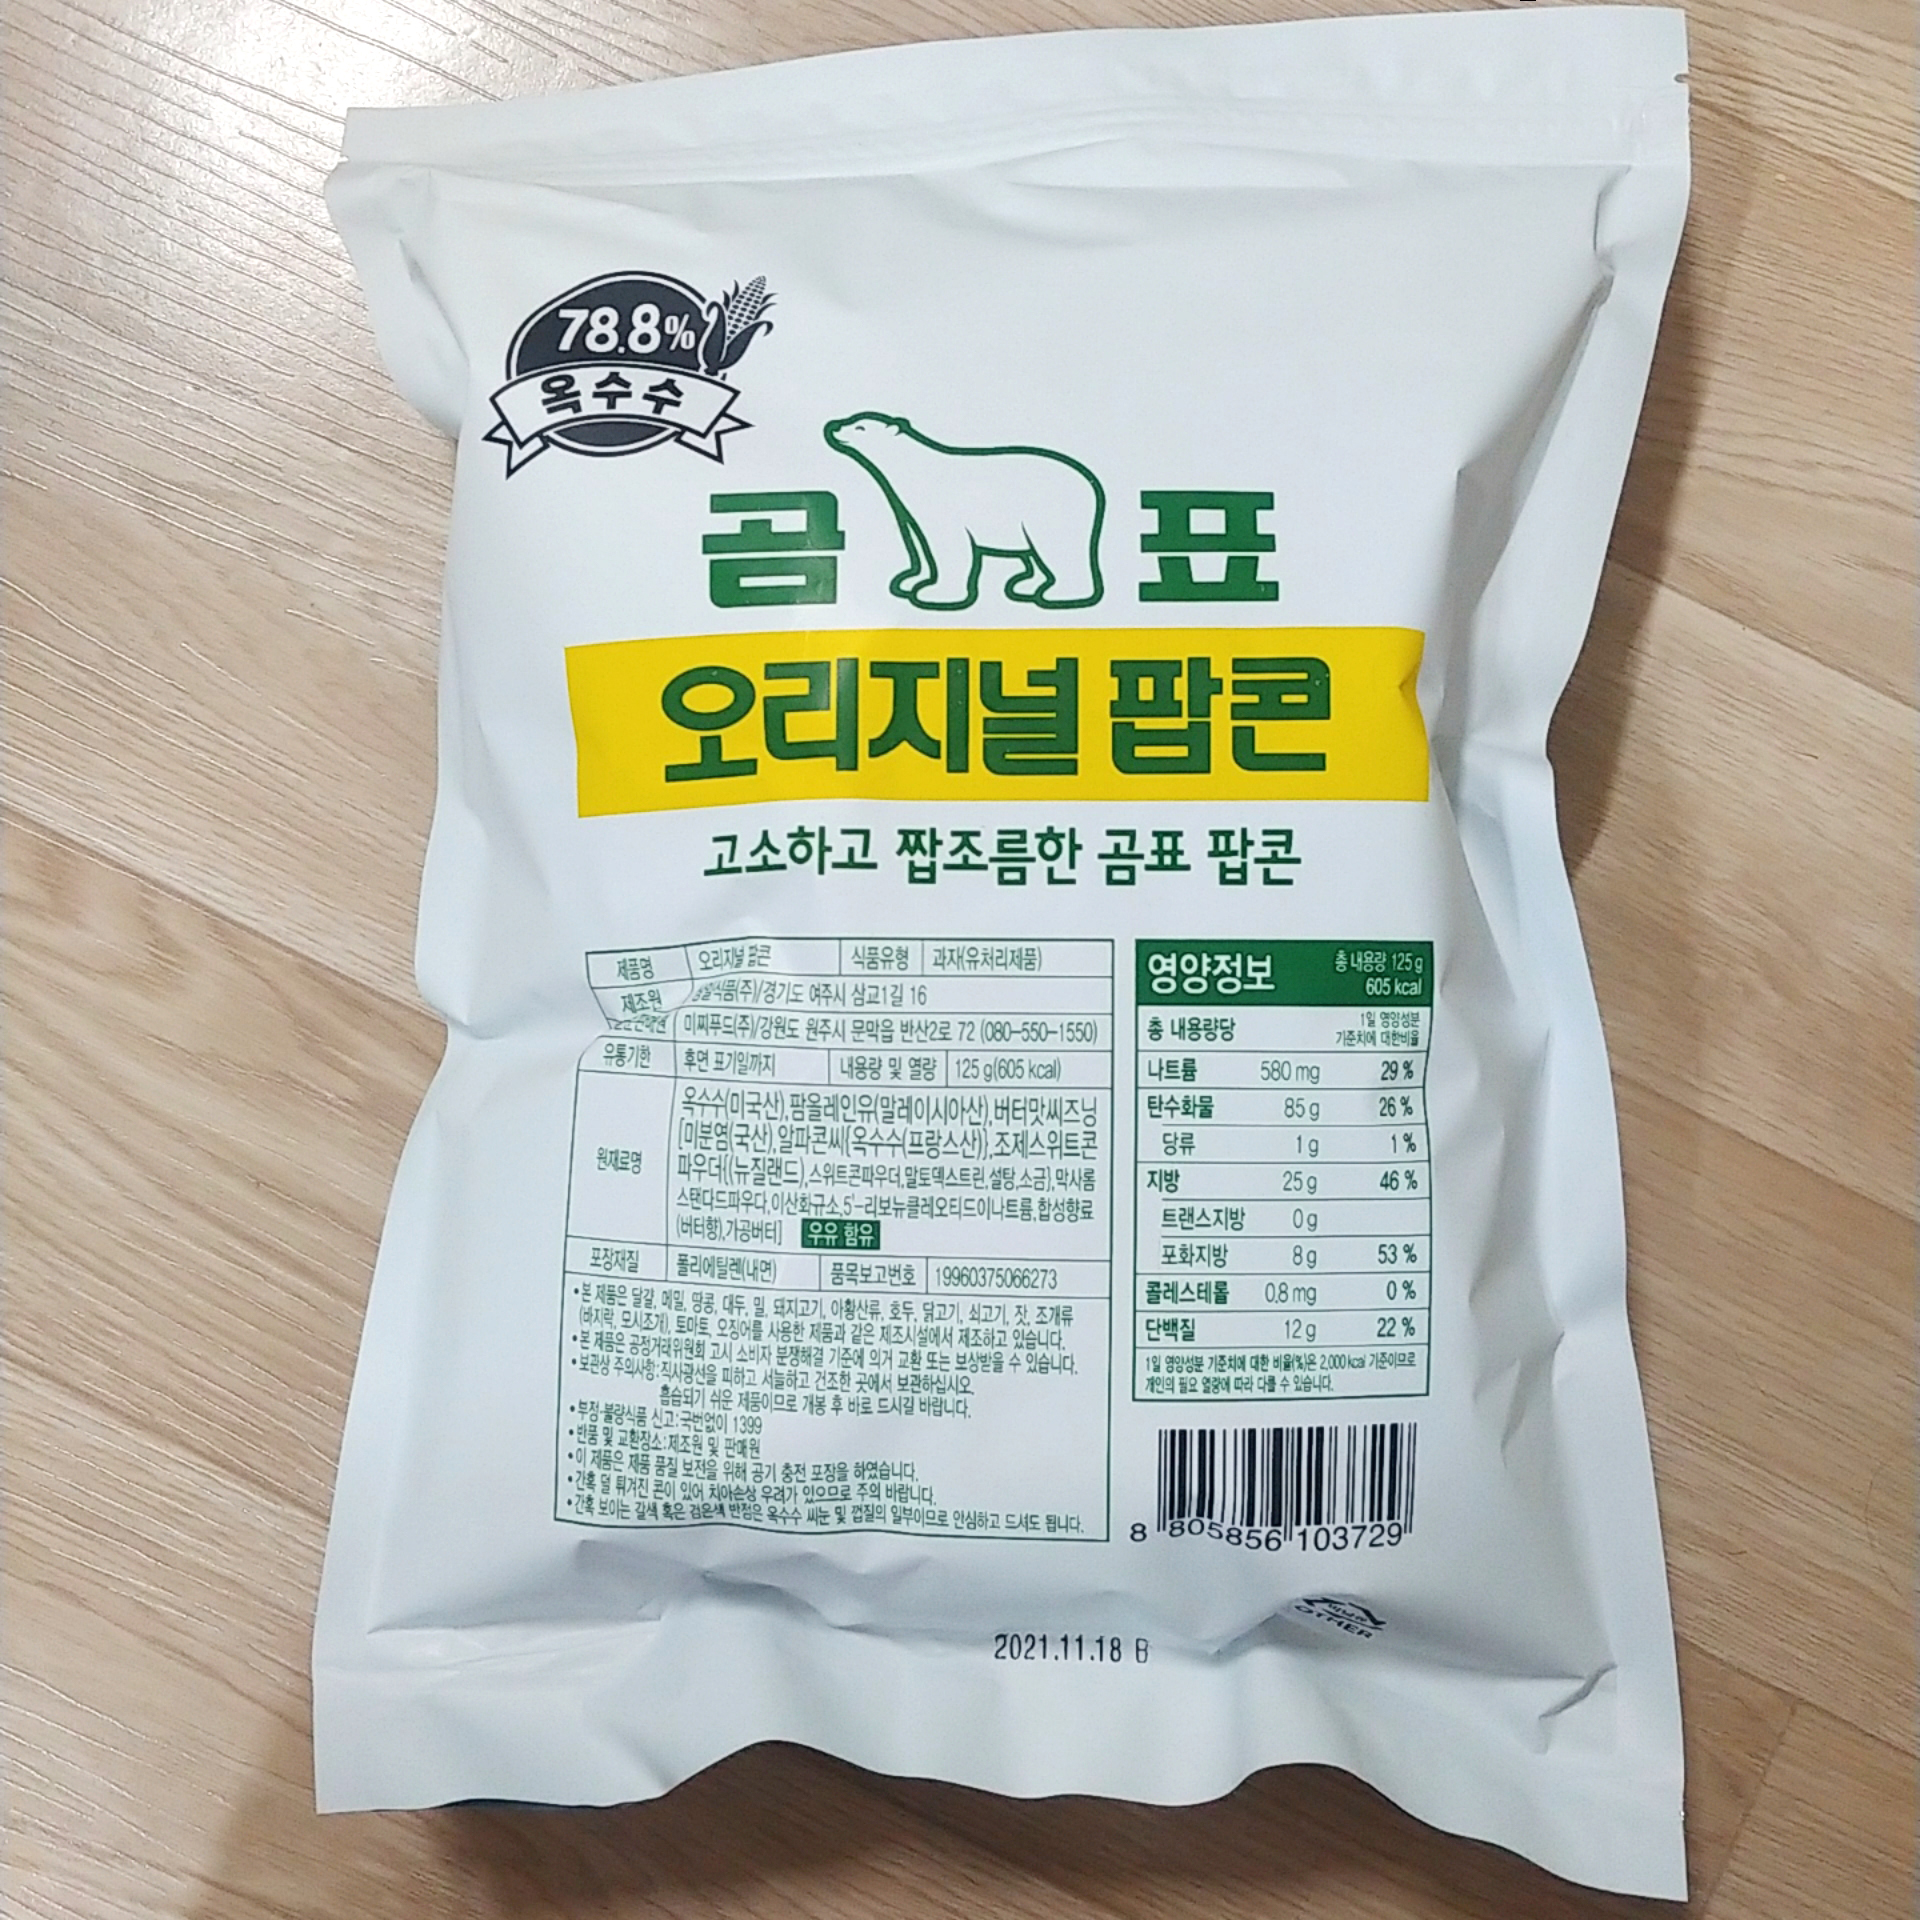 78.8%
옥수수
곰 표
오리지널 팝콘
고소하고 짭조름한 곰표 팝콘
제품명 오리지널 팝콘 식품유형 과자(유처리제품)
제조원 식품(주)/경기도 여주시 삼교1길 16
미찌푸드(주)/강원도 원주시 문막읍 반산2로 72 (080-550-1550)
유통기한 후면 표기일까지 내용량 및 열량 125 g(605 kcal)
원재료명
옥수수(미국산),팜올레인유(말레이시아산),버터맛씨즈닝
[미분염(국산),알파콘씨{옥수수(프랑스산)},조제스위트콘
파우더{(뉴질랜드),스위트콘파우더,말토덱스트린,설탕,소금},막사롬
스탠다드파우다,이산화규소,5'-리보뉴클레오티드이나트륨,합성향료
(버터향),가공버터] 우유 함유
포장재질 폴리에틸렌(내면) 품목보고번호 19960375066273
•본 제품은 달걀, 메밀, 땅콩, 대두, 밀, 돼지고기, 아황산류, 호두, 닭고기, 쇠고기, 잣, 조개류
(바지락, 모시조개), 토마토, 오징어를 사용한 제품과 같은 제조시설에서 제조하고 있습니다.
•본 제품은 공정거래위원회 고시 소비자 분쟁해결 기준에 의거 교환 또는 보상받을 수 있습니다.
•보관상 주의사항:직사광선을 피하고 서늘하고 건조한 곳에서 보관하십시오.
흡습되기 쉬운 제품이므로 개봉 후 바로 드시길 바랍니다.
•부정·불량식품 신고:국번없이 1399
•반품 및 교환장소:제조원 및 판매원
•이 제품은 제품 품질 보전을 위해 공기 충전 포장을 하였습니다.
•간혹 덜 튀겨진 콘이 있어 치아손상 우려가 있으므로 주의 바랍니다.
•간혹 보이는 갈색 혹은 검은색 반점은 옥수수 씨눈 및 껍질의 일부이므로 안심하고 드셔도 됩니다.
영양정보 총 내용량 125 g
605 kcal
총 내용량당 1일 영양성분
기준치에 대한비율
나트륨 580 mg 29 %
탄수화물 85 g 26 %
당류 1 g 1 %
지방 25 g 46 %
트랜스지방 0 g
포화지방 8 g 53 %
콜레스테롤 0.8 mg 0 %
단백질 12 g 22 %
1일 영양성분 기준치에 대한 비율(%)은 2,000 kcal 기준이므로
개인의 필요 열량에 따라 다를 수 있습니다.
8 805856 103729
비닐류
OTHER
2021.11.18 B